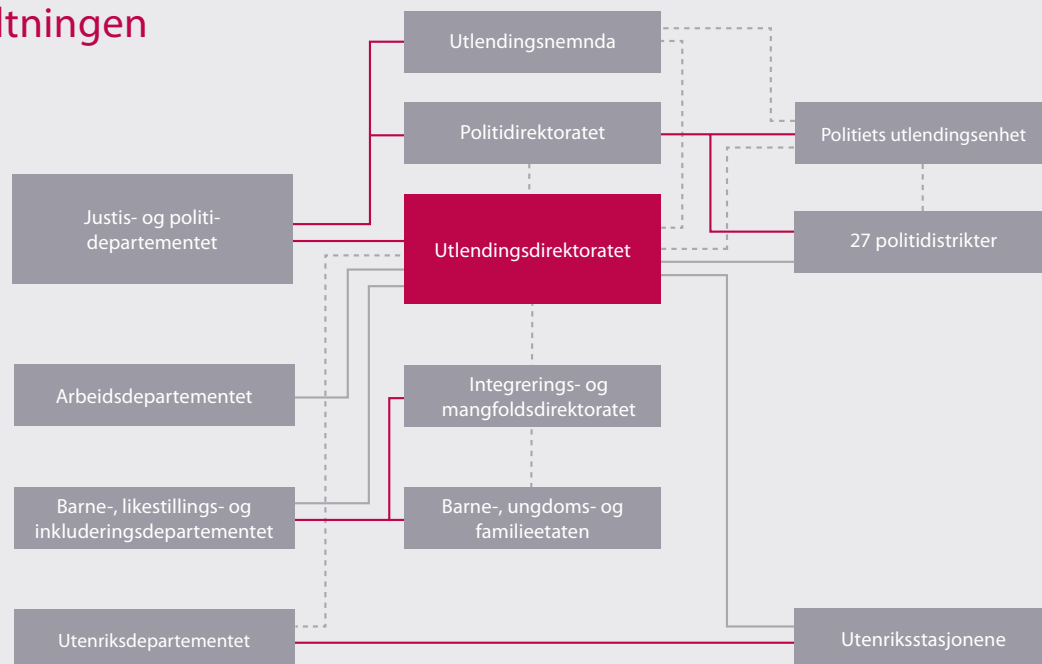 ltningen
Utlendingsnemnda
Politidirektoratet
Politiets utlendingsenhet
Justis- og politi-
departementet
Utlendingsdirektoratet
27 politidistrikter
Arbeidsdepartementet
Integrerings- og
mangfoldsdirektoratet
Barne-, likestillings- og
inkluderingsdepartementet
Barne-, ungdoms- og
familieetaten
Utenriksdepartementet
Utenriksstasjonene